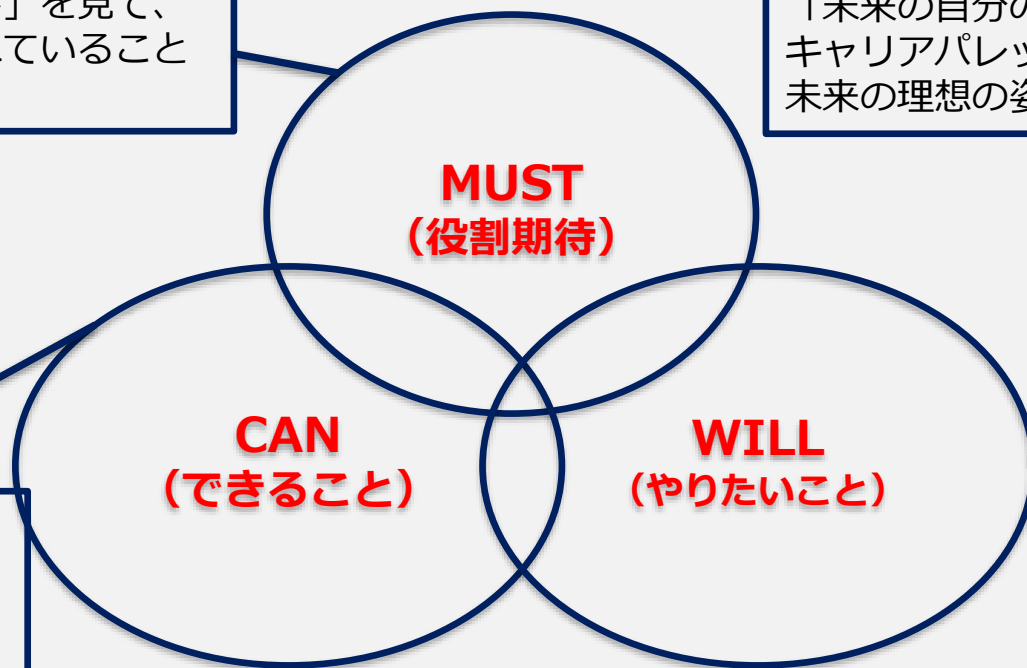 」を見て、
ていること
「未来の自分の
キャリアパレッ
未来の理想の姿
MUST
（役割期待）
CAN
（できること）
WILL
（やりたいこと）